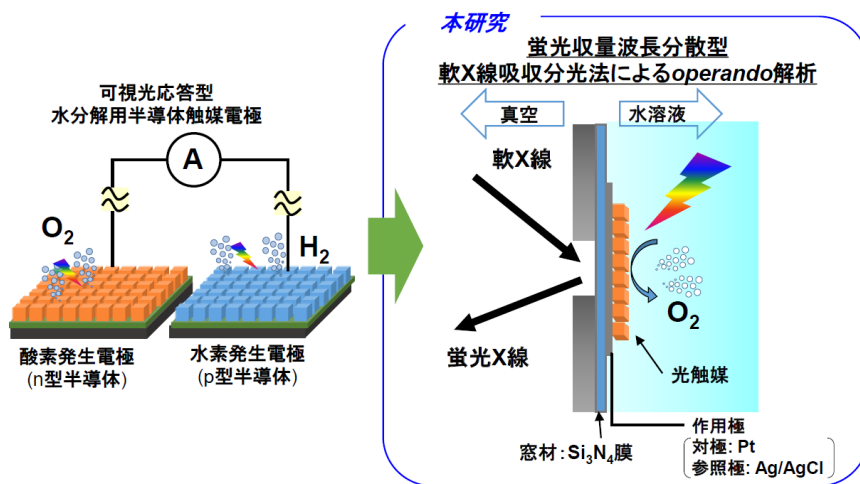 本研究
蛍光収量波長分散型
軟X線吸収分光法によるoperando解析
可視光応答型
水分解用半導体触媒電極
A
O2
H2
酸素発生電極
(n型半導体)
水素発生電極
(p型半導体)
真空
水溶液
軟X線
蛍光X線
O2
光触媒
作用極
対極: Pt
参照極: Ag/AgCl
窓材:Si3N4膜